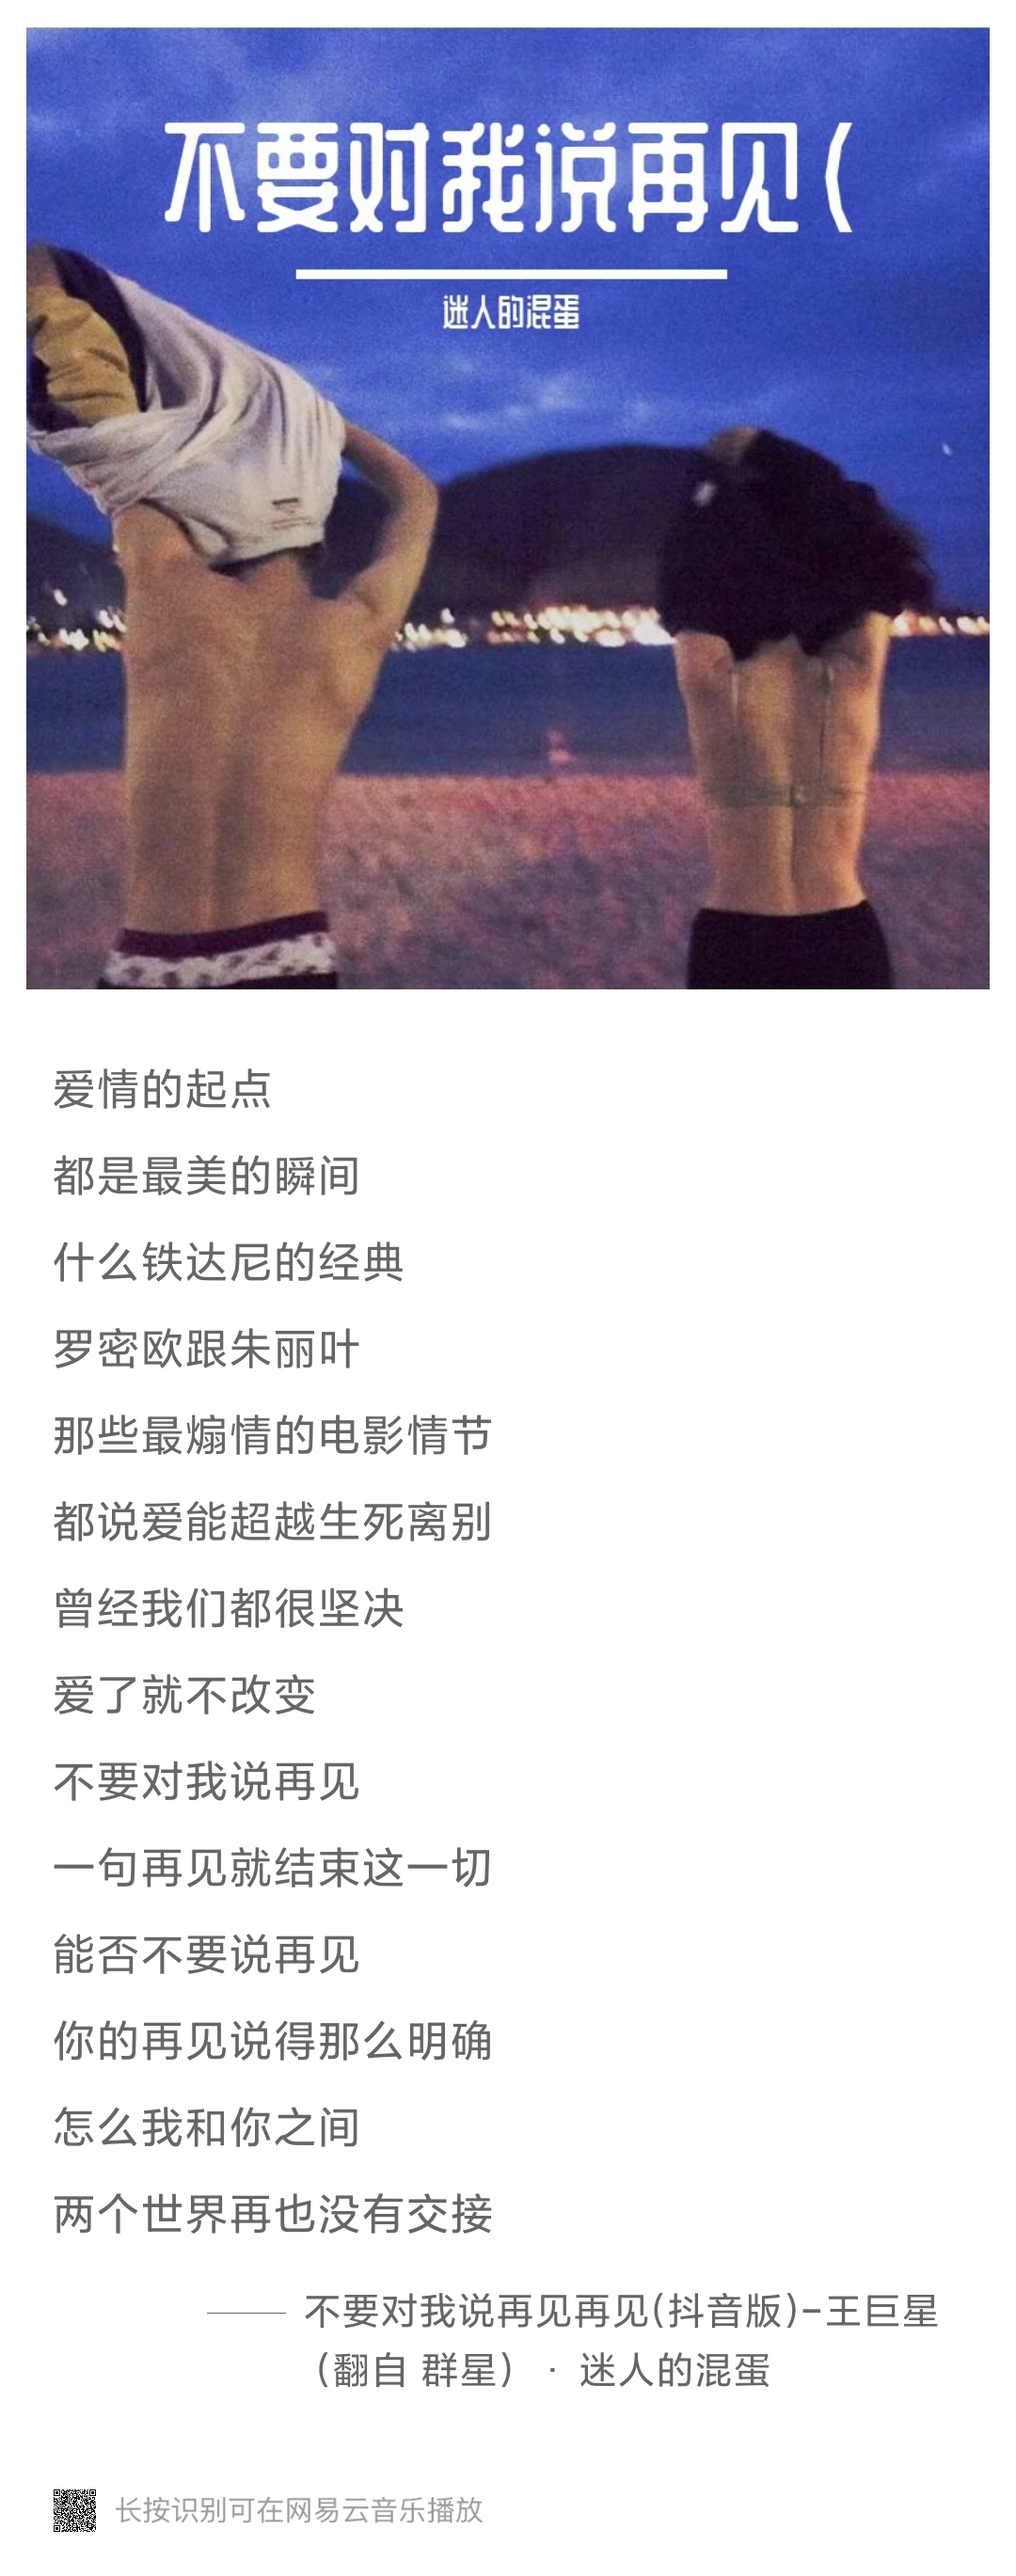 不要对我说再见(
迷人的混蛋
爱情的起点
都是最美的瞬间
什么铁达尼的经典
罗密欧跟朱丽叶
那些最煽情的电影情节
都说爱能超越生死离别
曾经我们都很坚决
爱了就不改变
不要对我说再见
一句再见就结束这一切
能否不要说再见
你的再见说得那么明确
怎么我和你之间
两个世界再也没有交接
—— 不要对我说再见再见(抖音版)-王巨星
（翻自 群星） · 迷人的混蛋
长按识别可在网易云音乐播放